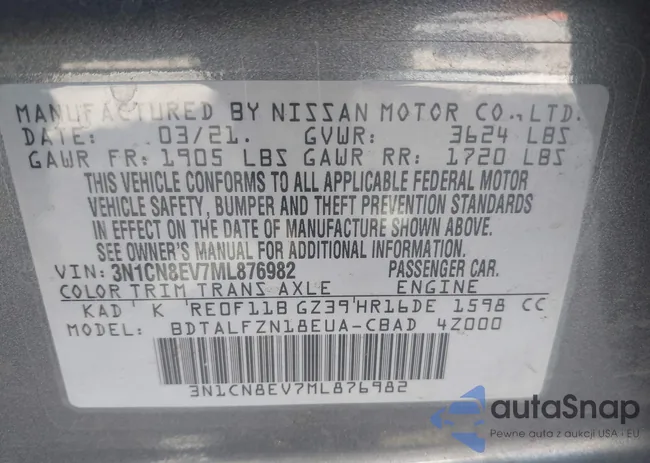 MANUFACTURED BY NISSAN MOTOR CO., LTD.
DATE: 03/21. GVWR: 3624 LBS
GAWR FR: 1905 LBS GAWR RR: 1720 LBS
THIS VEHICLE CONFORMS TO ALL APPLICABLE FEDERAL MOTOR
VEHICLE SAFETY, BUMPER AND THEFT PREVENTION STANDARDS
IN EFFECT ON THE DATE OF MANUFACTURE SHOWN ABOVE.
SEE OWNER'S MANUAL FOR ADDITIONAL INFORMATION.
VIN: 3N1CN8EV7ML876982 PASSENGER CAR.
COLOR TRIM TRANS AXLE ENGINE
KAD K RE0F11B GZ39 HR16DE 1598 CC
MODEL: BDTALFZN18EUA-CBAD 4Z000
3N1CN8EV7ML876982
autaSnap
Pewne auta z aukcji USA i EU